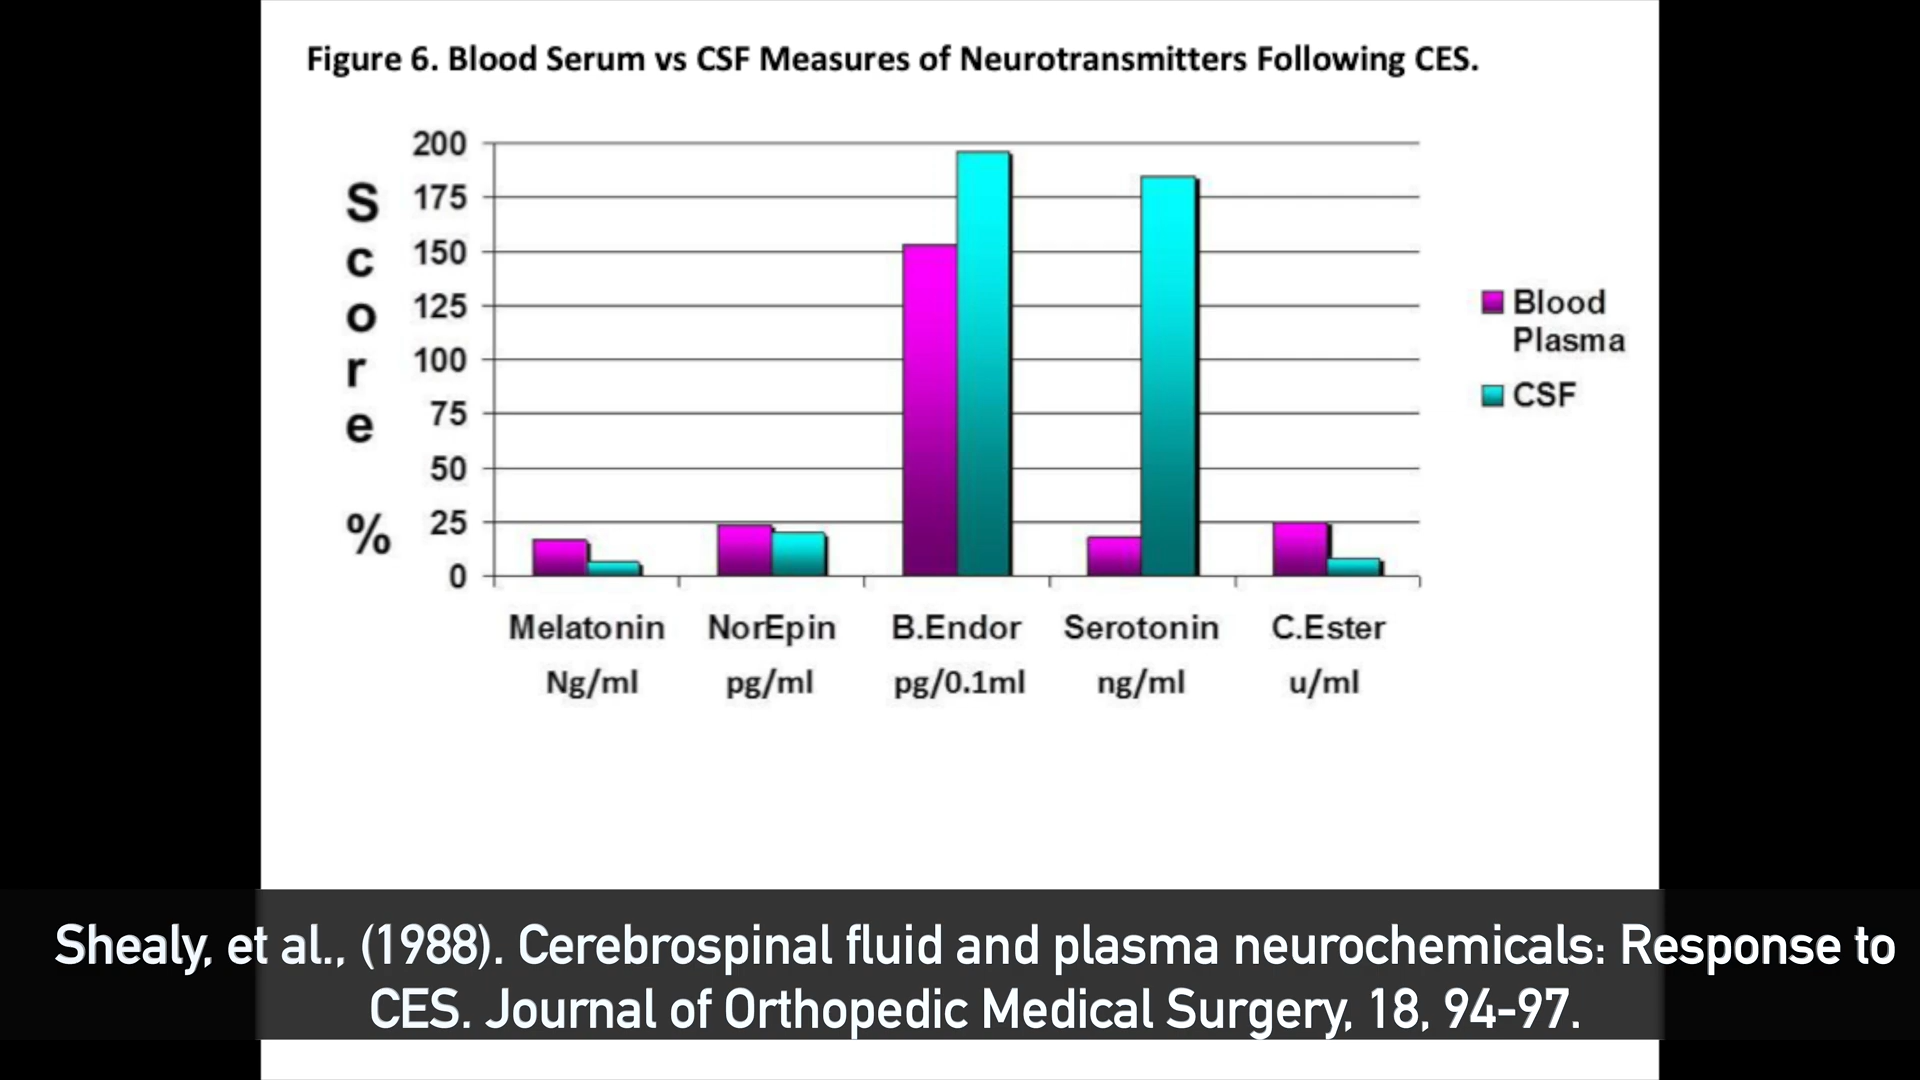 Figure 6. Blood Serum vs CSF Measures of Neurotransmitters Following CES.
Score %
200
175
150
125
100
75
50
25
0
Blood
Plasma
CSF
Melatonin NorEpin B.Endor Serotonin C.Ester
Ng/ml pg/ml pg/0.1ml ng/ml u/ml
Shealy, et al., (1988). Cerebrospinal fluid and plasma neurochemicals: Response to
CES. Journal of Orthopedic Medical Surgery, 18, 94-97.